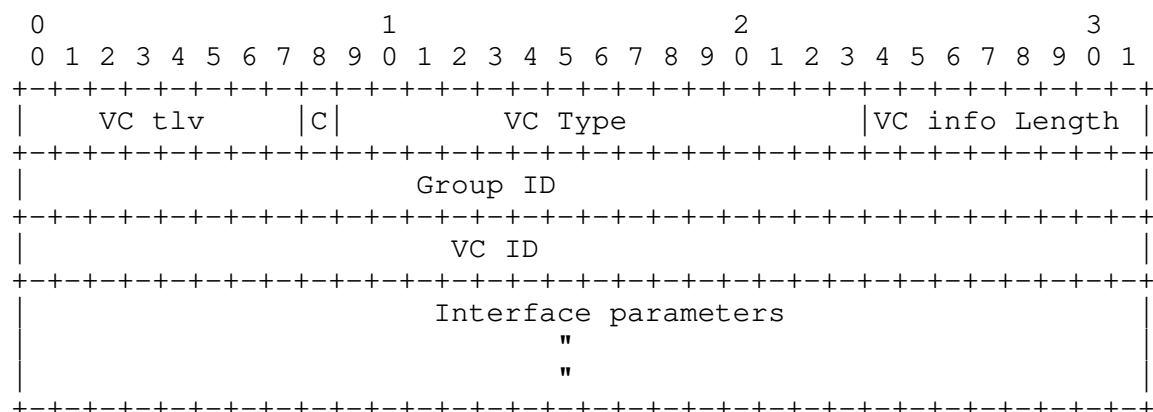 0                   1                   2                   3
 0 1 2 3 4 5 6 7 8 9 0 1 2 3 4 5 6 7 8 9 0 1 2 3 4 5 6 7 8 9 0 1
+-+-+-+-+-+-+-+-+-+-+-+-+-+-+-+-+-+-+-+-+-+-+-+-+-+-+-+-+-+-+-+-+
|    VC tlv     |C|         VC Type             |VC info Length |
+-+-+-+-+-+-+-+-+-+-+-+-+-+-+-+-+-+-+-+-+-+-+-+-+-+-+-+-+-+-+-+-+
|                      Group ID                                 |
+-+-+-+-+-+-+-+-+-+-+-+-+-+-+-+-+-+-+-+-+-+-+-+-+-+-+-+-+-+-+-+-+
|                        VC ID                                  |
+-+-+-+-+-+-+-+-+-+-+-+-+-+-+-+-+-+-+-+-+-+-+-+-+-+-+-+-+-+-+-+-+
|                       Interface parameters                    |
|                              "                                |
|                              "                                |
+-+-+-+-+-+-+-+-+-+-+-+-+-+-+-+-+-+-+-+-+-+-+-+-+-+-+-+-+-+-+-+-+